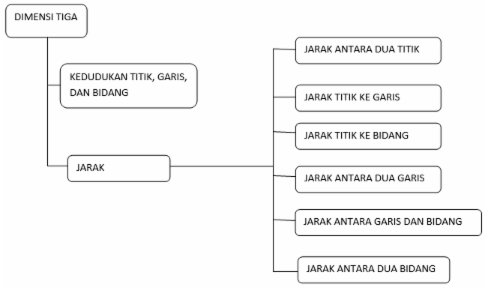 DIMENSI TIGA
KEDUDUKAN TITIK, GARIS,
DAN BIDANG
JARAK
JARAK ANTARA DUA TITIK
JARAK TITIK KE GARIS
JARAK TITIK KE BIDANG
JARAK ANTARA DUA GARIS
JARAK ANTARA GARIS DAN BIDANG
JARAK ANTARA DUA BIDANG